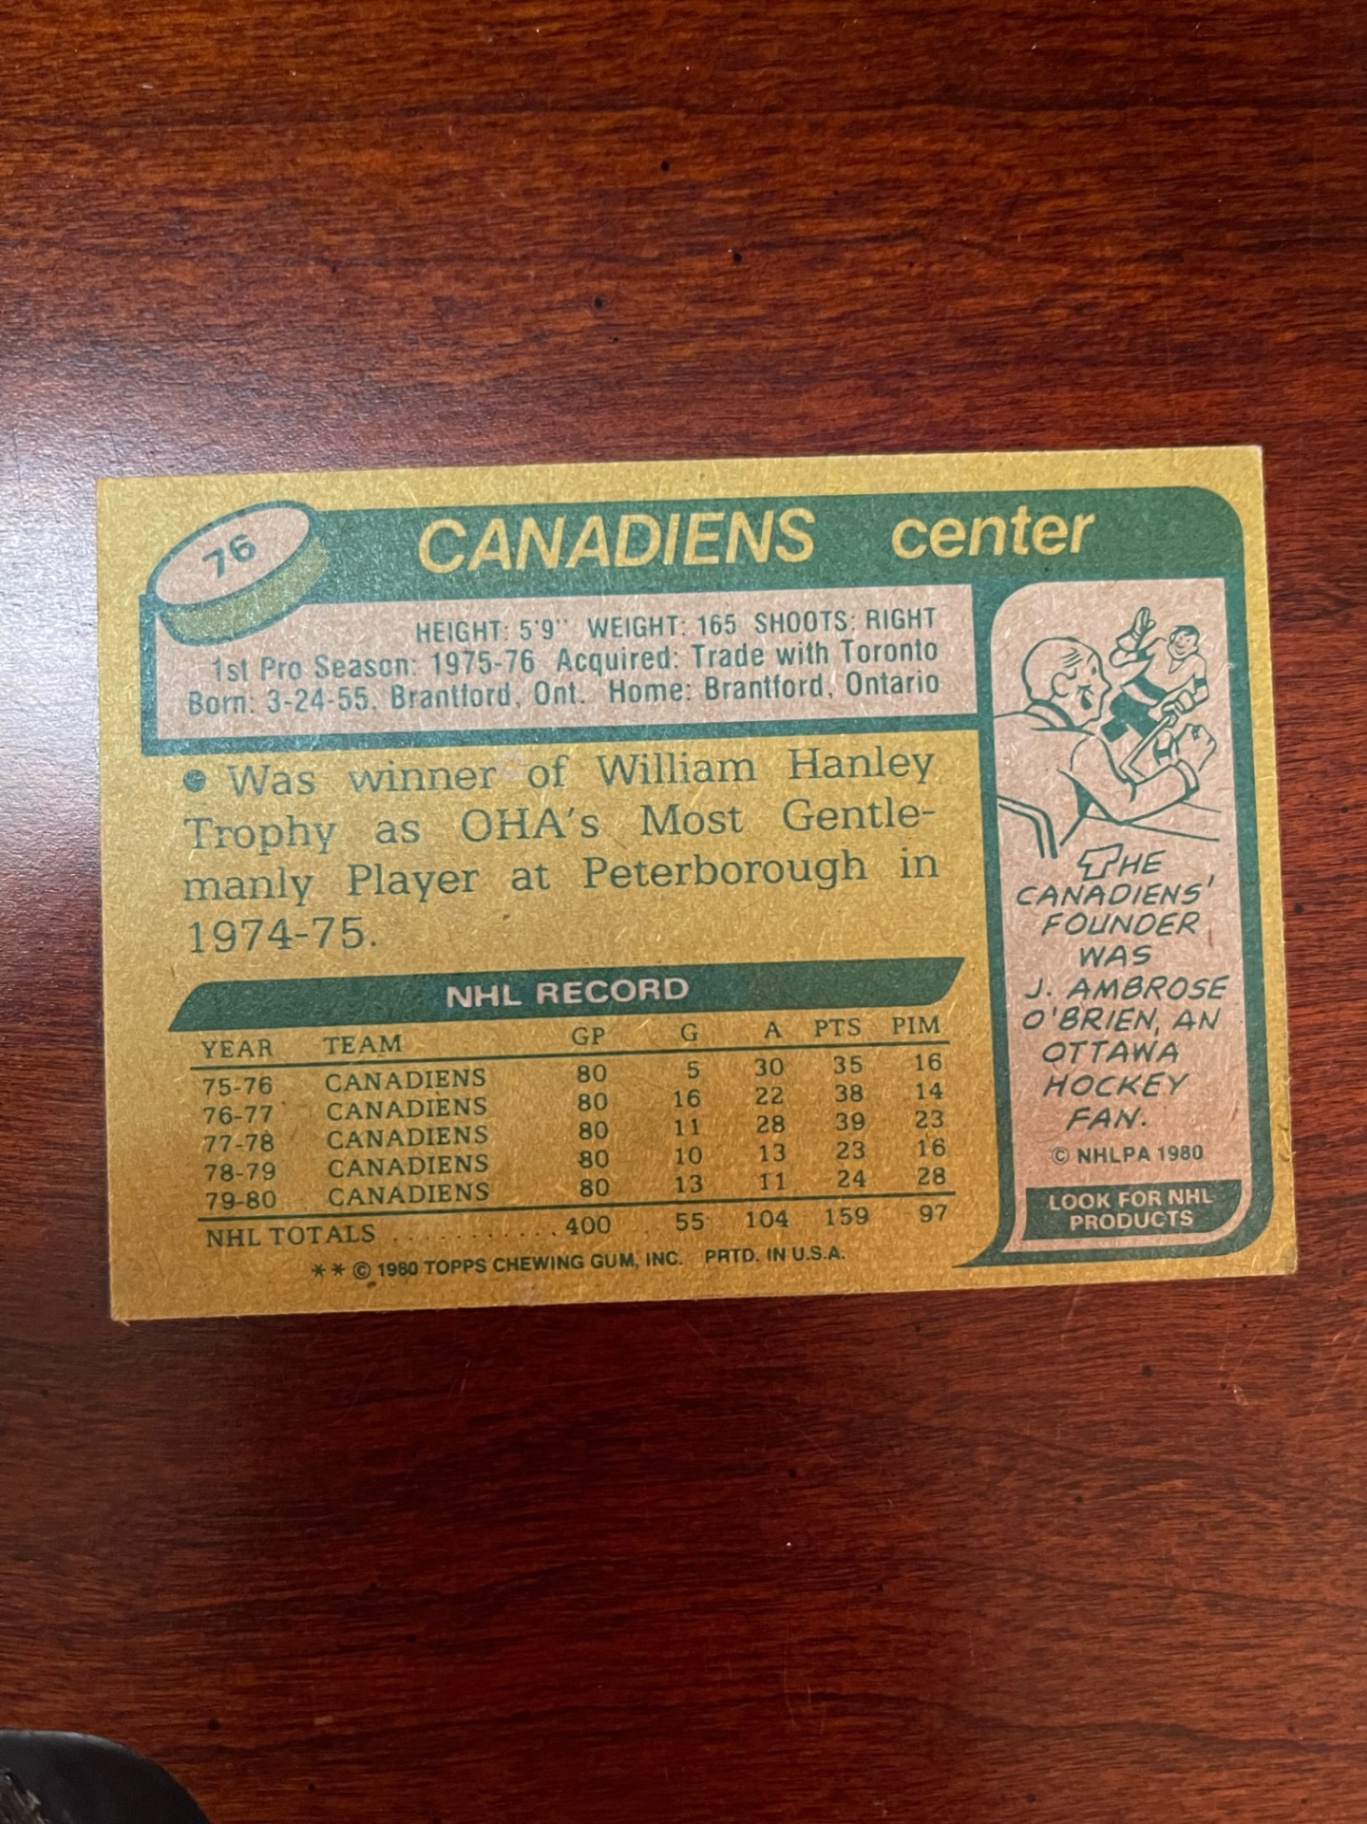 76
CANADIENS center
HEIGHT: 5'9" WEIGHT: 165 SHOOTS: RIGHT
1st Pro Season: 1975-76 Acquired: Trade with Toronto
Born: 3-24-55, Brantford, Ont. Home: Brantford, Ontario
● Was winner of William Hanley
Trophy as OHA's Most Gentle-
manly Player at Peterborough in
1974-75.
NHL RECORD
YEAR TEAM GP G A PTS PIM
75-76 CANADIENS 80 5 30 35 16
76-77 CANADIENS 80 16 22 38 14
77-78 CANADIENS 80 11 28 39 23
78-79 CANADIENS 80 10 13 23 16
79-80 CANADIENS 80 13 11 24 28
NHL TOTALS ............400 55 104 159 97
** © 1980 TOPPS CHEWING GUM, INC. PRTD. IN U.S.A.
THE
CANADIENS'
FOUNDER
WAS
J. AMBROSE
O'BRIEN, AN
OTTAWA
HOCKEY
FAN.
© NHLPA 1980
LOOK FOR NHL
PRODUCTS